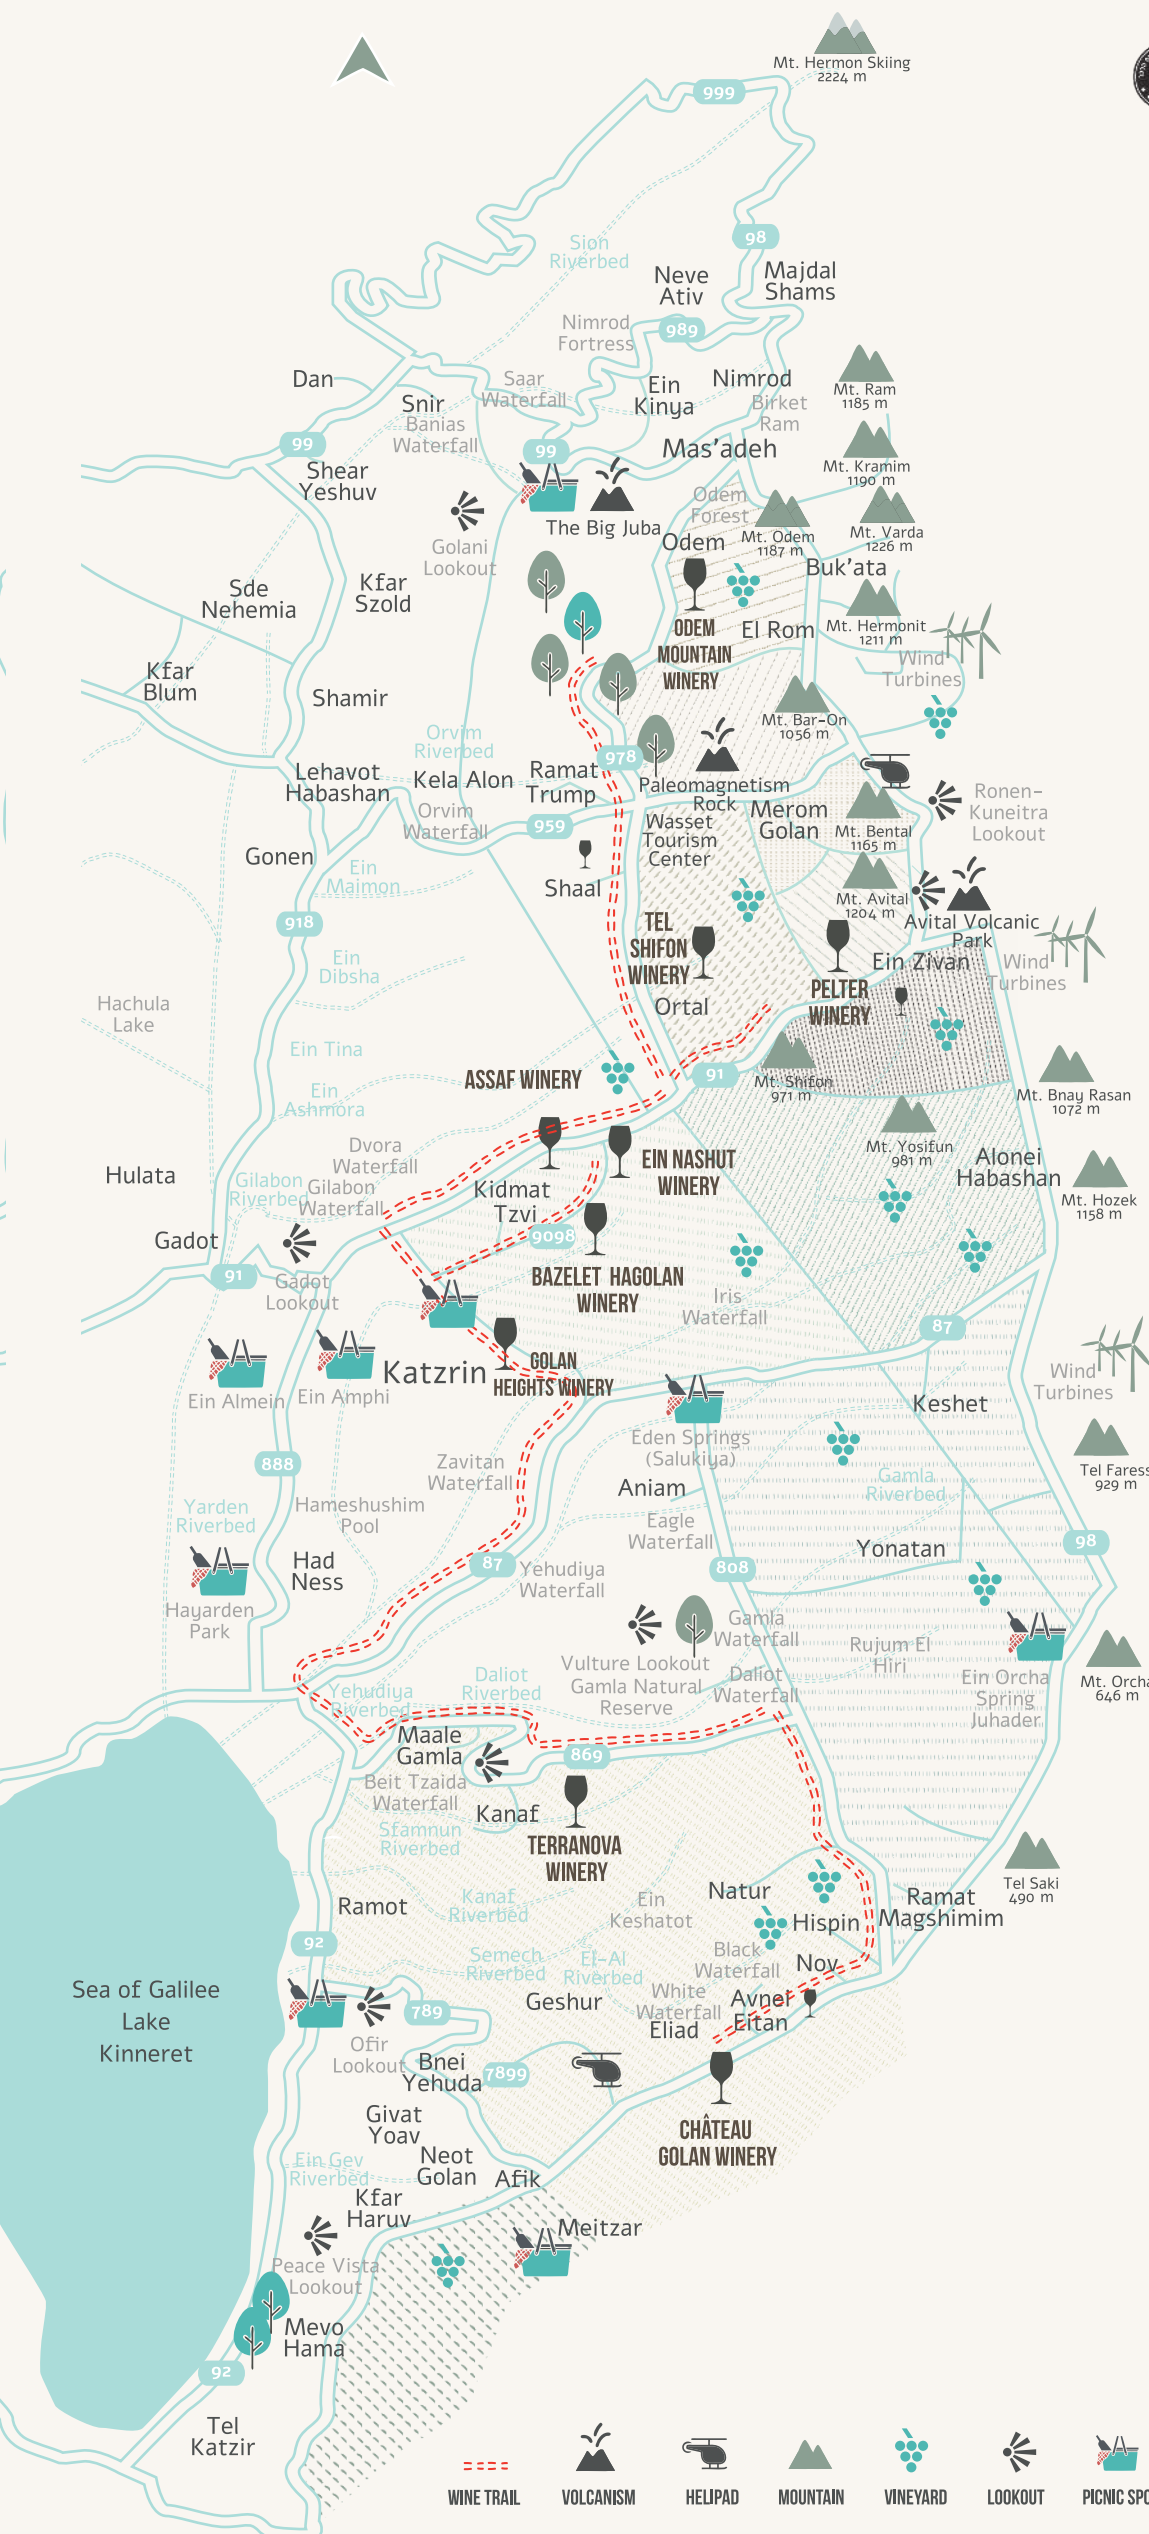 Mt. Hermon Skiing
2224 m
999
98
Sion
Riverbed
Neve
Ativ
Majdal
Shams
Nimrod
Fortress
989
Dan
Saar
Waterfall
Ein
Kinya
Nimrod
Mt. Ram
1185 m
Snir
Banias
Waterfall
Birket
Ram
99
99
Mas'adeh
Mt. Kramim
1190 m
Shear
Yeshuv
Odem
Forest
The Big Juba
Mt. Odem
1187 m
Mt. Varda
1226 m
Golani
Lookout
Odem
Buk'ata
Sde
Nehemia
Kfar
Szold
ODEM
MOUNTAIN
WINERY
El Rom
Mt. Hermonit
1211 m
Wind
Turbines
Kfar
Blum
Shamir
Mt. Bar-On
1056 m
Orvim
Riverbed
978
Lehavot
Habashan
Kela Alon
Ramat
Trump
Paleomagnetism
Rock
Orvim
Waterfall
959
Wasset
Tourism
Center
Merom
Golan
Mt. Bental
1165 m
Ronen-
Kuneitra
Lookout
Gonen
Ein
Maimon
Shaal
Mt. Avital
1204 m
918
TEL
SHIFON
WINERY
Avital Volcanic
Park
Ein
Dibsha
Ein Zivan
Wind
Turbines
Hachula
Lake
Ortal
PELTER
WINERY
Ein Tina
ASSAF WINERY
91
Mt. Shifon
971 m
Mt. Bnay Rasan
1072 m
Ein
Ashmora
Dvora
Waterfall
Mt. Yosifun
981 m
Hulata
Gilabon
Riverbed
Gilabon
Waterfall
Kidmat
Tzvi
EIN NASHUT
WINERY
Alonei
Habashan
Mt. Hozek
1158 m
Gadot
9098
91
Gadot
Lookout
BAZELET HAGOLAN
WINERY
Iris
Waterfall
87
Ein Almein
Ein Amphi
Katzrin
GOLAN
HEIGHTS WINERY
Wind
Turbines
Keshet
Eden Springs
(Salukiya)
888
Zavitan
Waterfall
Tel Faress
929 m
Aniam
Gamla
Riverbed
Yarden
Riverbed
Hameshushim
Pool
Eagle
Waterfall
Yonatan
98
Had
Ness
87
Yehudiya
Waterfall
808
Hayarden
Park
Gamla
Waterfall
Rujum El
Hiri
Vulture Lookout
Gamla Natural
Reserve
Daliot
Riverbed
Daliot
Waterfall
Ein Orcha
Spring
Juhader
Mt. Orcha
646 m
Yehudiya
Riverbed
Maale
Gamla
869
Beit Tzaida
Waterfall
Kanaf
Sfamnun
Riverbed
TERRANOVA
WINERY
Tel Saki
490 m
Ramot
Kanaf
Riverbed
Ein
Keshatot
Natur
Hispin
Ramat
Magshimim
92
Semech
Riverbed
El-Al
Riverbed
Black
Waterfall
Nov
Sea of Galilee
Lake
Kinneret
789
Geshur
White
Waterfall
Avnei
Eitan
Eliad
Ofir
Lookout
Bnei
Yehuda
7899
Givat
Yoav
CHÂTEAU
GOLAN WINERY
Ein Gev
Riverbed
Neot
Golan
Afik
Kfar
Haruv
Meitzar
Peace Vista
Lookout
Mevo
Hama
92
Tel
Katzir
WINE TRAIL
VOLCANISM
HELIPAD
MOUNTAIN
VINEYARD
LOOKOUT
PICNIC SPO